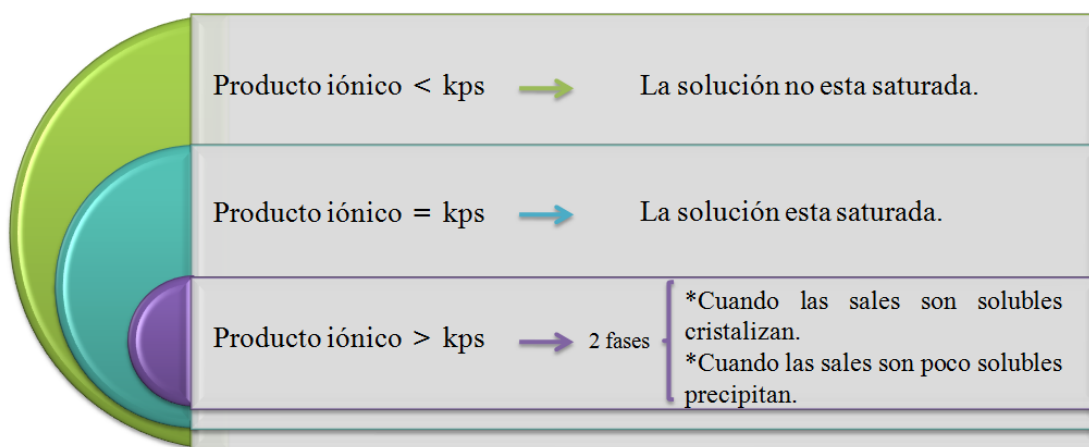 Producto iónico < kps La solución no esta saturada.
Producto iónico = kps La solución esta saturada.
Producto iónico > kps 2 fases
*Cuando las sales son solubles
cristalizan.
*Cuando las sales son poco solubles
precipitan.